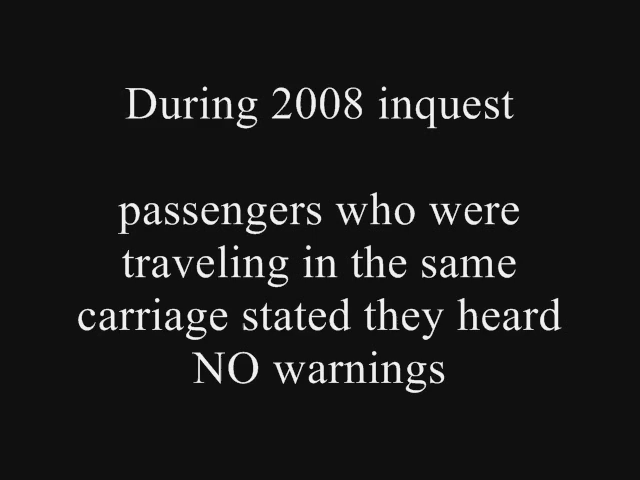 During 2008 inquest
passengers who were
traveling in the same
carriage stated they heard
NO warnings